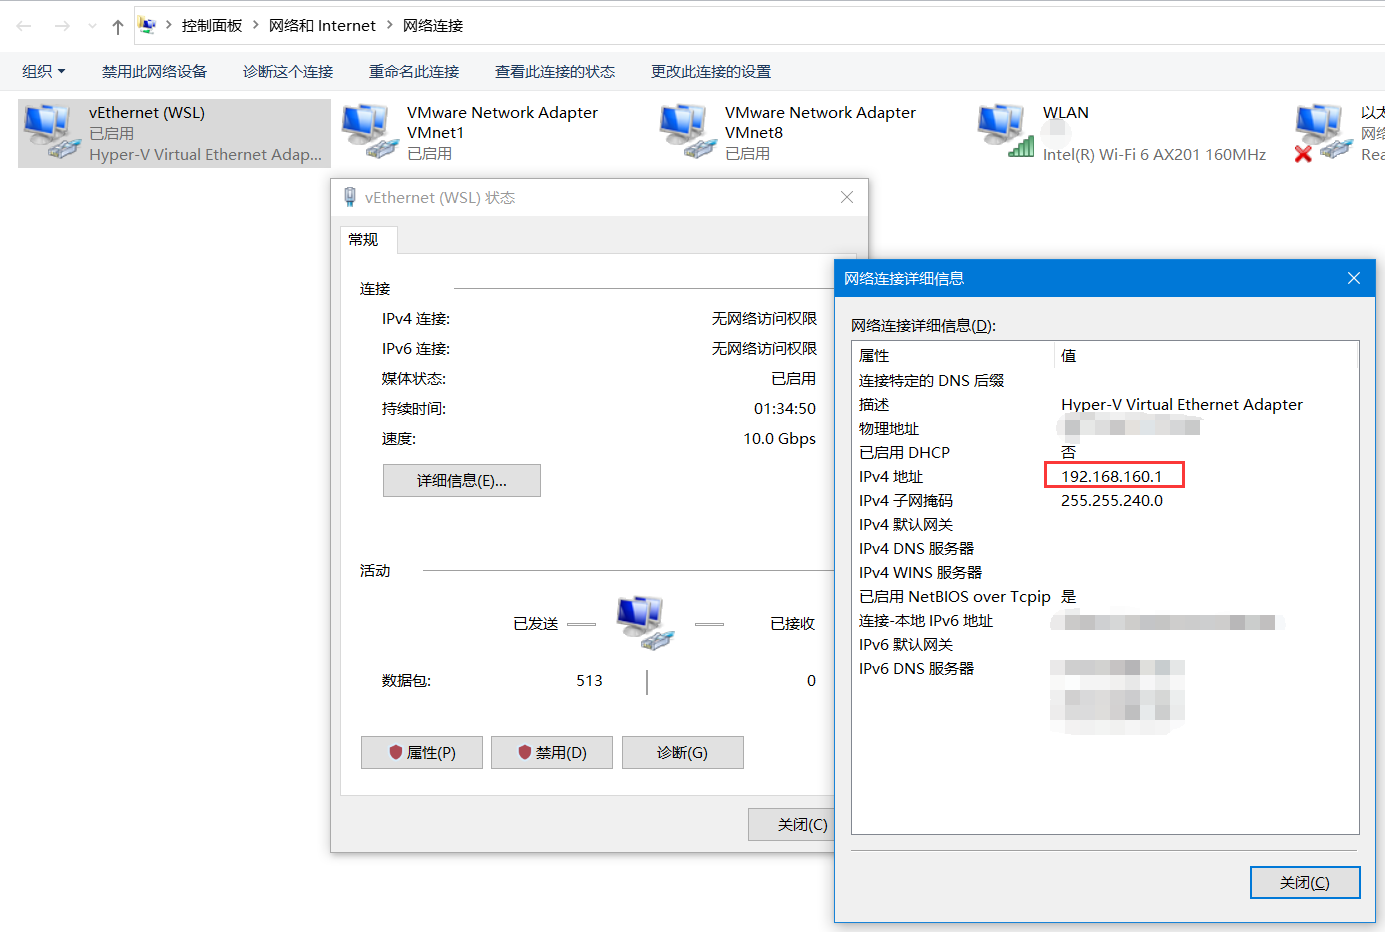 控制面板 > 网络和 Internet > 网络连接
组织 禁用此网络设备 诊断这个连接 重命名此连接 查看此连接的状态 更改此连接的设置
vEthernet (WSL)
已启用
Hyper-V Virtual Ethernet Adap...
VMware Network Adapter
VMnet1
已启用
VMware Network Adapter
VMnet8
已启用
WLAN
Intel(R) Wi-Fi 6 AX201 160MHz
以太
网络
Rea
vEthernet (WSL) 状态
常规
连接
IPv4 连接: 无网络访问权限
IPv6 连接: 无网络访问权限
媒体状态: 已启用
持续时间: 01:34:50
速度: 10.0 Gbps
详细信息(E)...
活动
已发送 已接收
数据包: 513 0
属性(P) 禁用(D) 诊断(G)
关闭(C)
网络连接详细信息
网络连接详细信息(D):
属性 值
连接特定的 DNS 后缀
描述 Hyper-V Virtual Ethernet Adapter
物理地址
已启用 DHCP 否
IPv4 地址 192.168.160.1
IPv4 子网掩码 255.255.240.0
IPv4 默认网关
IPv4 DNS 服务器
IPv4 WINS 服务器
已启用 NetBIOS over Tcpip 是
连接-本地 IPv6 地址
IPv6 默认网关
IPv6 DNS 服务器
关闭(C)